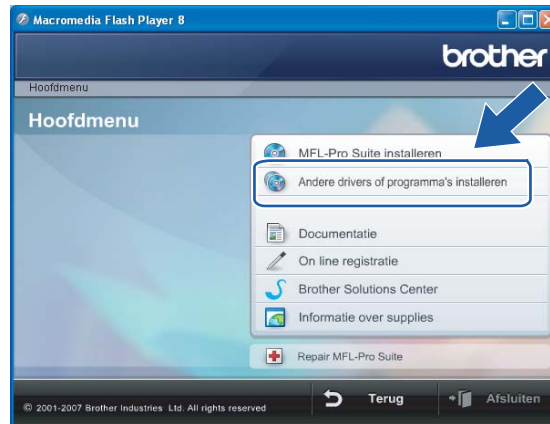 Macromedia Flash Player 8
brother
Hoofdmenu
Hoofdmenu
MFL-Pro Suite installeren
Andere drivers of programma's installeren
Documentatie
On line registratie
Brother Solutions Center
Informatie over supplies
Repair MFL-Pro Suite
© 2001-2007 Brother Industries Ltd. All rights reserved
Terug
Afsluiten